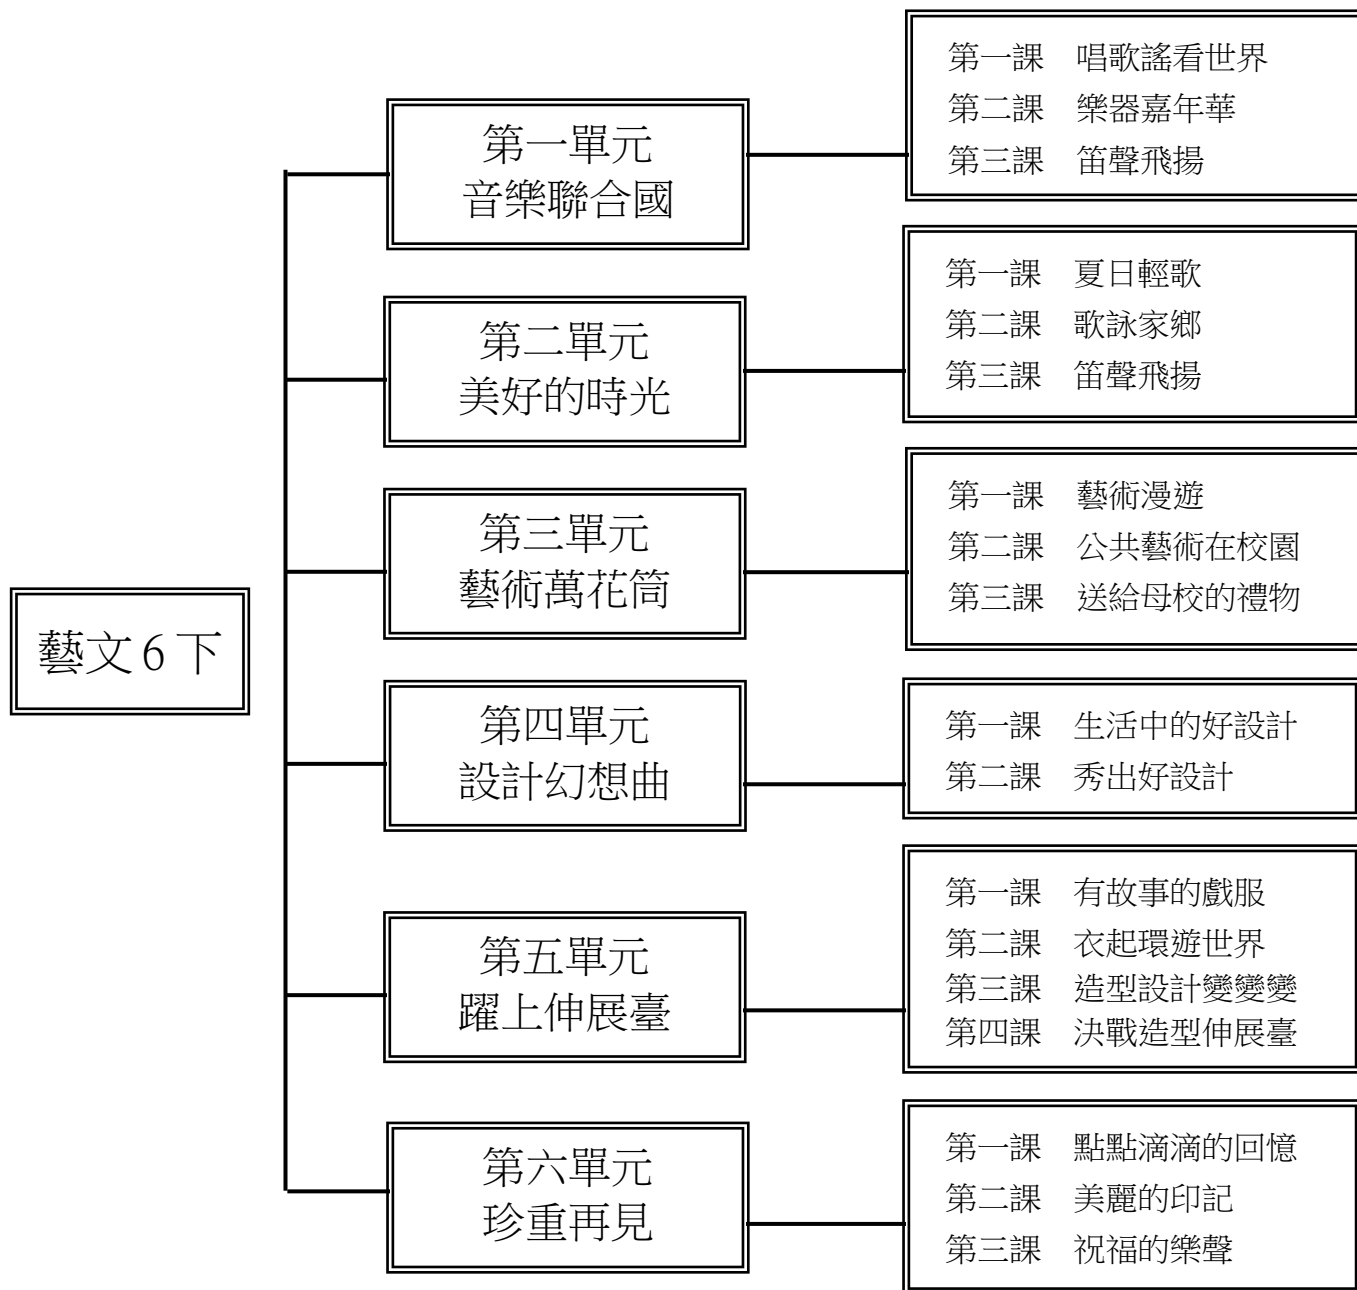 藝文6下
第一單元
音樂聯合國
第一課　唱歌謠看世界
第二課　樂器嘉年華
第三課　笛聲飛揚
第二單元
美好的時光
第一課　夏日輕歌
第二課　歌詠家鄉
第三課　笛聲飛揚
第三單元
藝術萬花筒
第一課　藝術漫遊
第二課　公共藝術在校園
第三課　送給母校的禮物
第四單元
設計幻想曲
第一課　生活中的好設計
第二課　秀出好設計
第五單元
躍上伸展臺
第一課　有故事的戲服
第二課　衣起環遊世界
第三課　造型設計變變變
第四課　決戰造型伸展臺
第六單元
珍重再見
第一課　點點滴滴的回憶
第二課　美麗的印記
第三課　祝福的樂聲